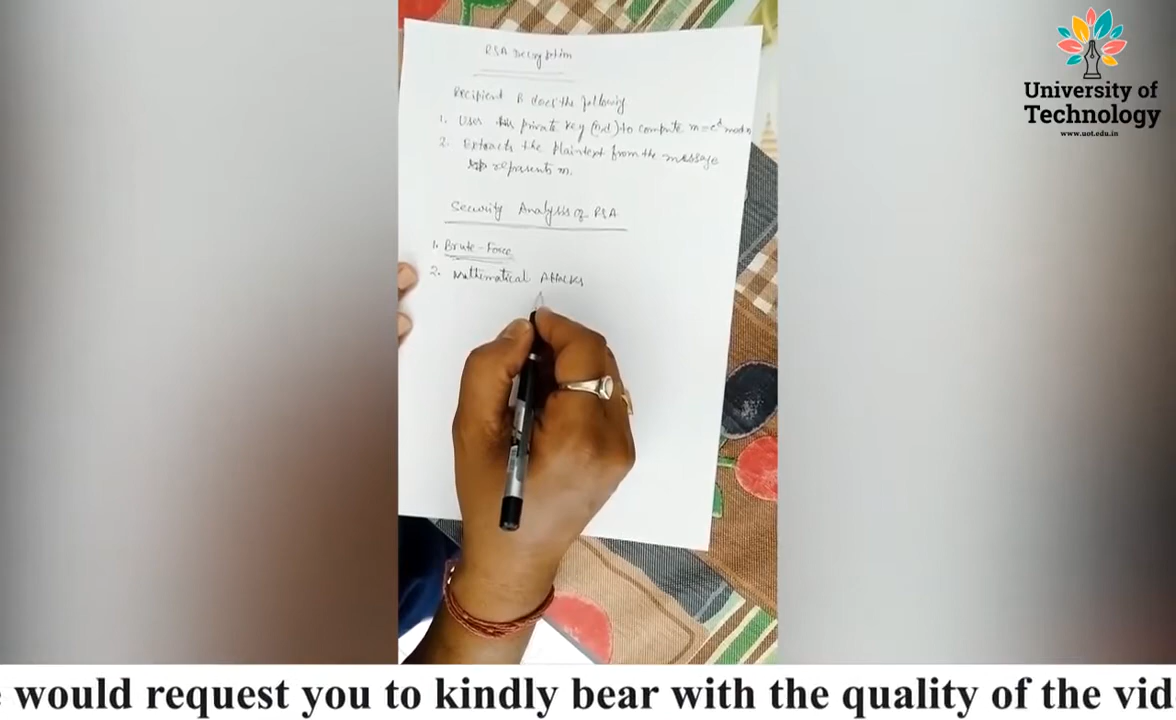 RSA Decryption
Recipient B does the following
1. Uses his private key (n,d) to compute m = c^d mod n
2. Extracts the plaintext from the message
represents m.
Security Analysis of RSA
1. Brute-Force
2. Mathimatical Attacks
University of
Technology
www.uot.edu.in
would request you to kindly bear with the quality of the vid